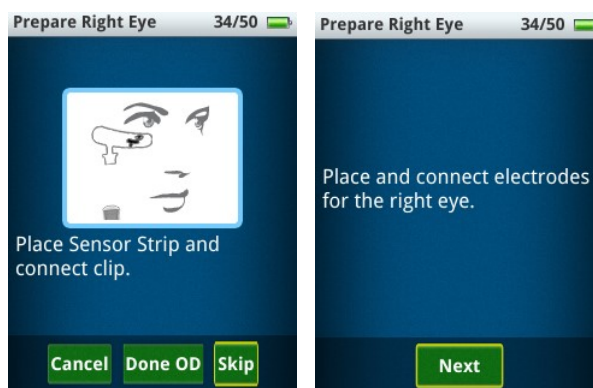 Prepare Right Eye 34/50
Place Sensor Strip and
connect clip.
Cancel Done OD Skip
Prepare Right Eye 34/50
Place and connect electrodes
for the right eye.
Next